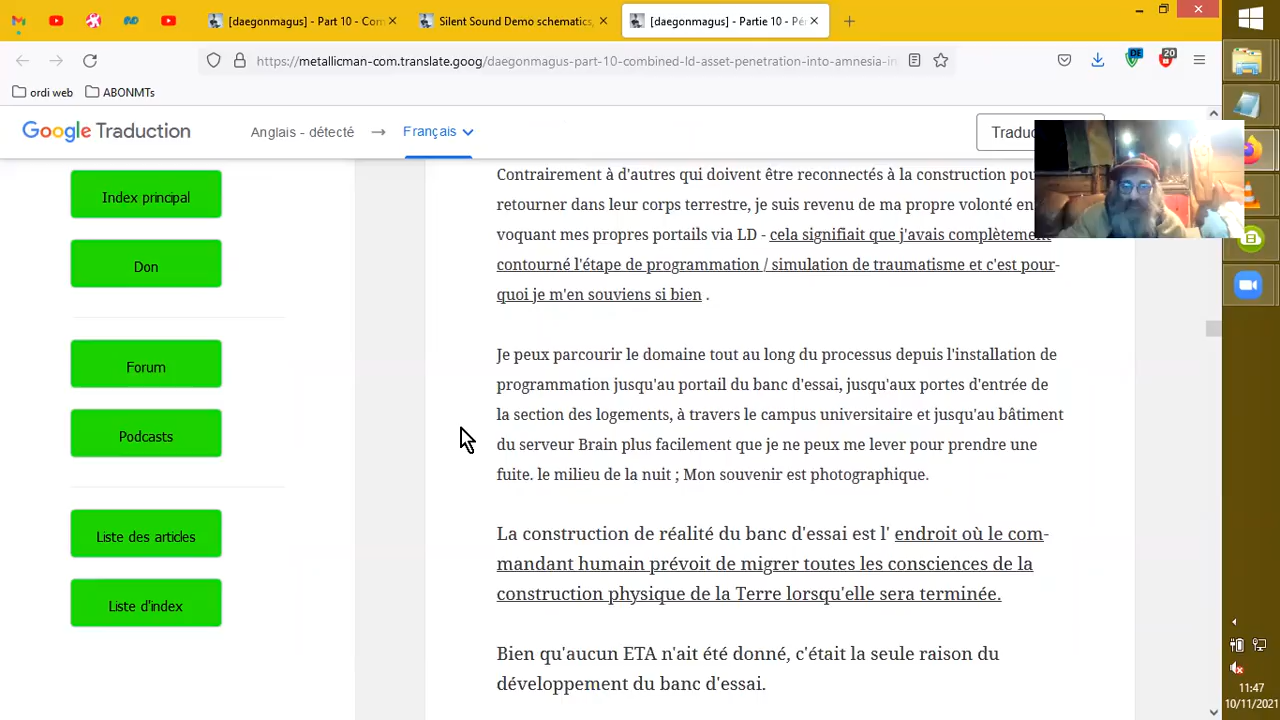 [daegonmagus] - Part 10 - Com
Silent Sound Demo schematics,
[daegonmagus] - Partie 10 - Pé
https://metallicman-com.translate.goog/daegonmagus-part-10-combined-ld-asset-penetration-into-amnesia-in
DE
20
ordi web
ABONMTs
Google Traduction
Anglais - détecté
Français
Traduc
Index principal
Don
Forum
Podcasts
Liste des articles
Liste d'index
Contrairement à d'autres qui doivent être reconnectés à la construction pou
retourner dans leur corps terrestre, je suis revenu de ma propre volonté en
voquant mes propres portails via LD - cela signifiait que j'avais complètement
contourné l'étape de programmation / simulation de traumatisme et c'est pour-
quoi je m'en souviens si bien .
Je peux parcourir le domaine tout au long du processus depuis l'installation de
programmation jusqu'au portail du banc d'essai, jusqu'aux portes d'entrée de
la section des logements, à travers le campus universitaire et jusqu'au bâtiment
du serveur Brain plus facilement que je ne peux me lever pour prendre une
fuite. le milieu de la nuit ; Mon souvenir est photographique.
La construction de réalité du banc d'essai est l' endroit où le com-
mandant humain prévoit de migrer toutes les consciences de la
construction physique de la Terre lorsqu'elle sera terminée.
Bien qu'aucun ETA n'ait été donné, c'était la seule raison du
développement du banc d'essai.
11:47
10/11/2021